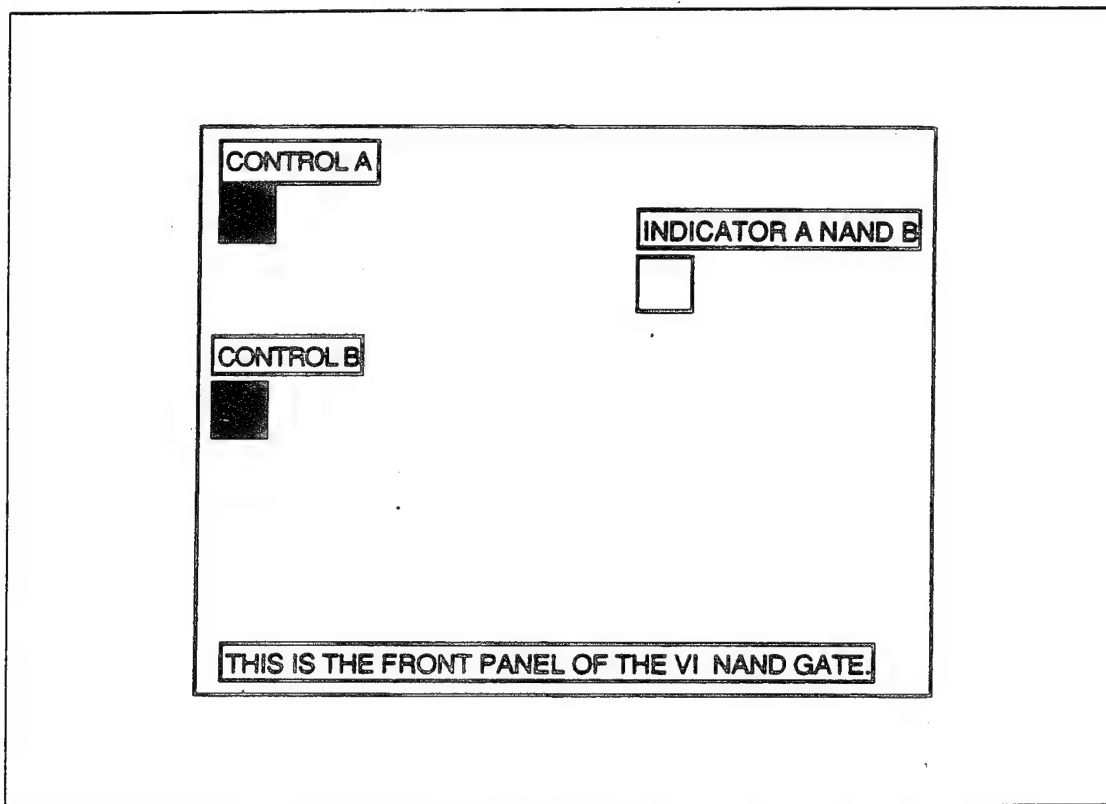 CONTROL A
INDICATOR A NAND B
CONTROL B
THIS IS THE FRONT PANEL OF THE VI NAND GATE.